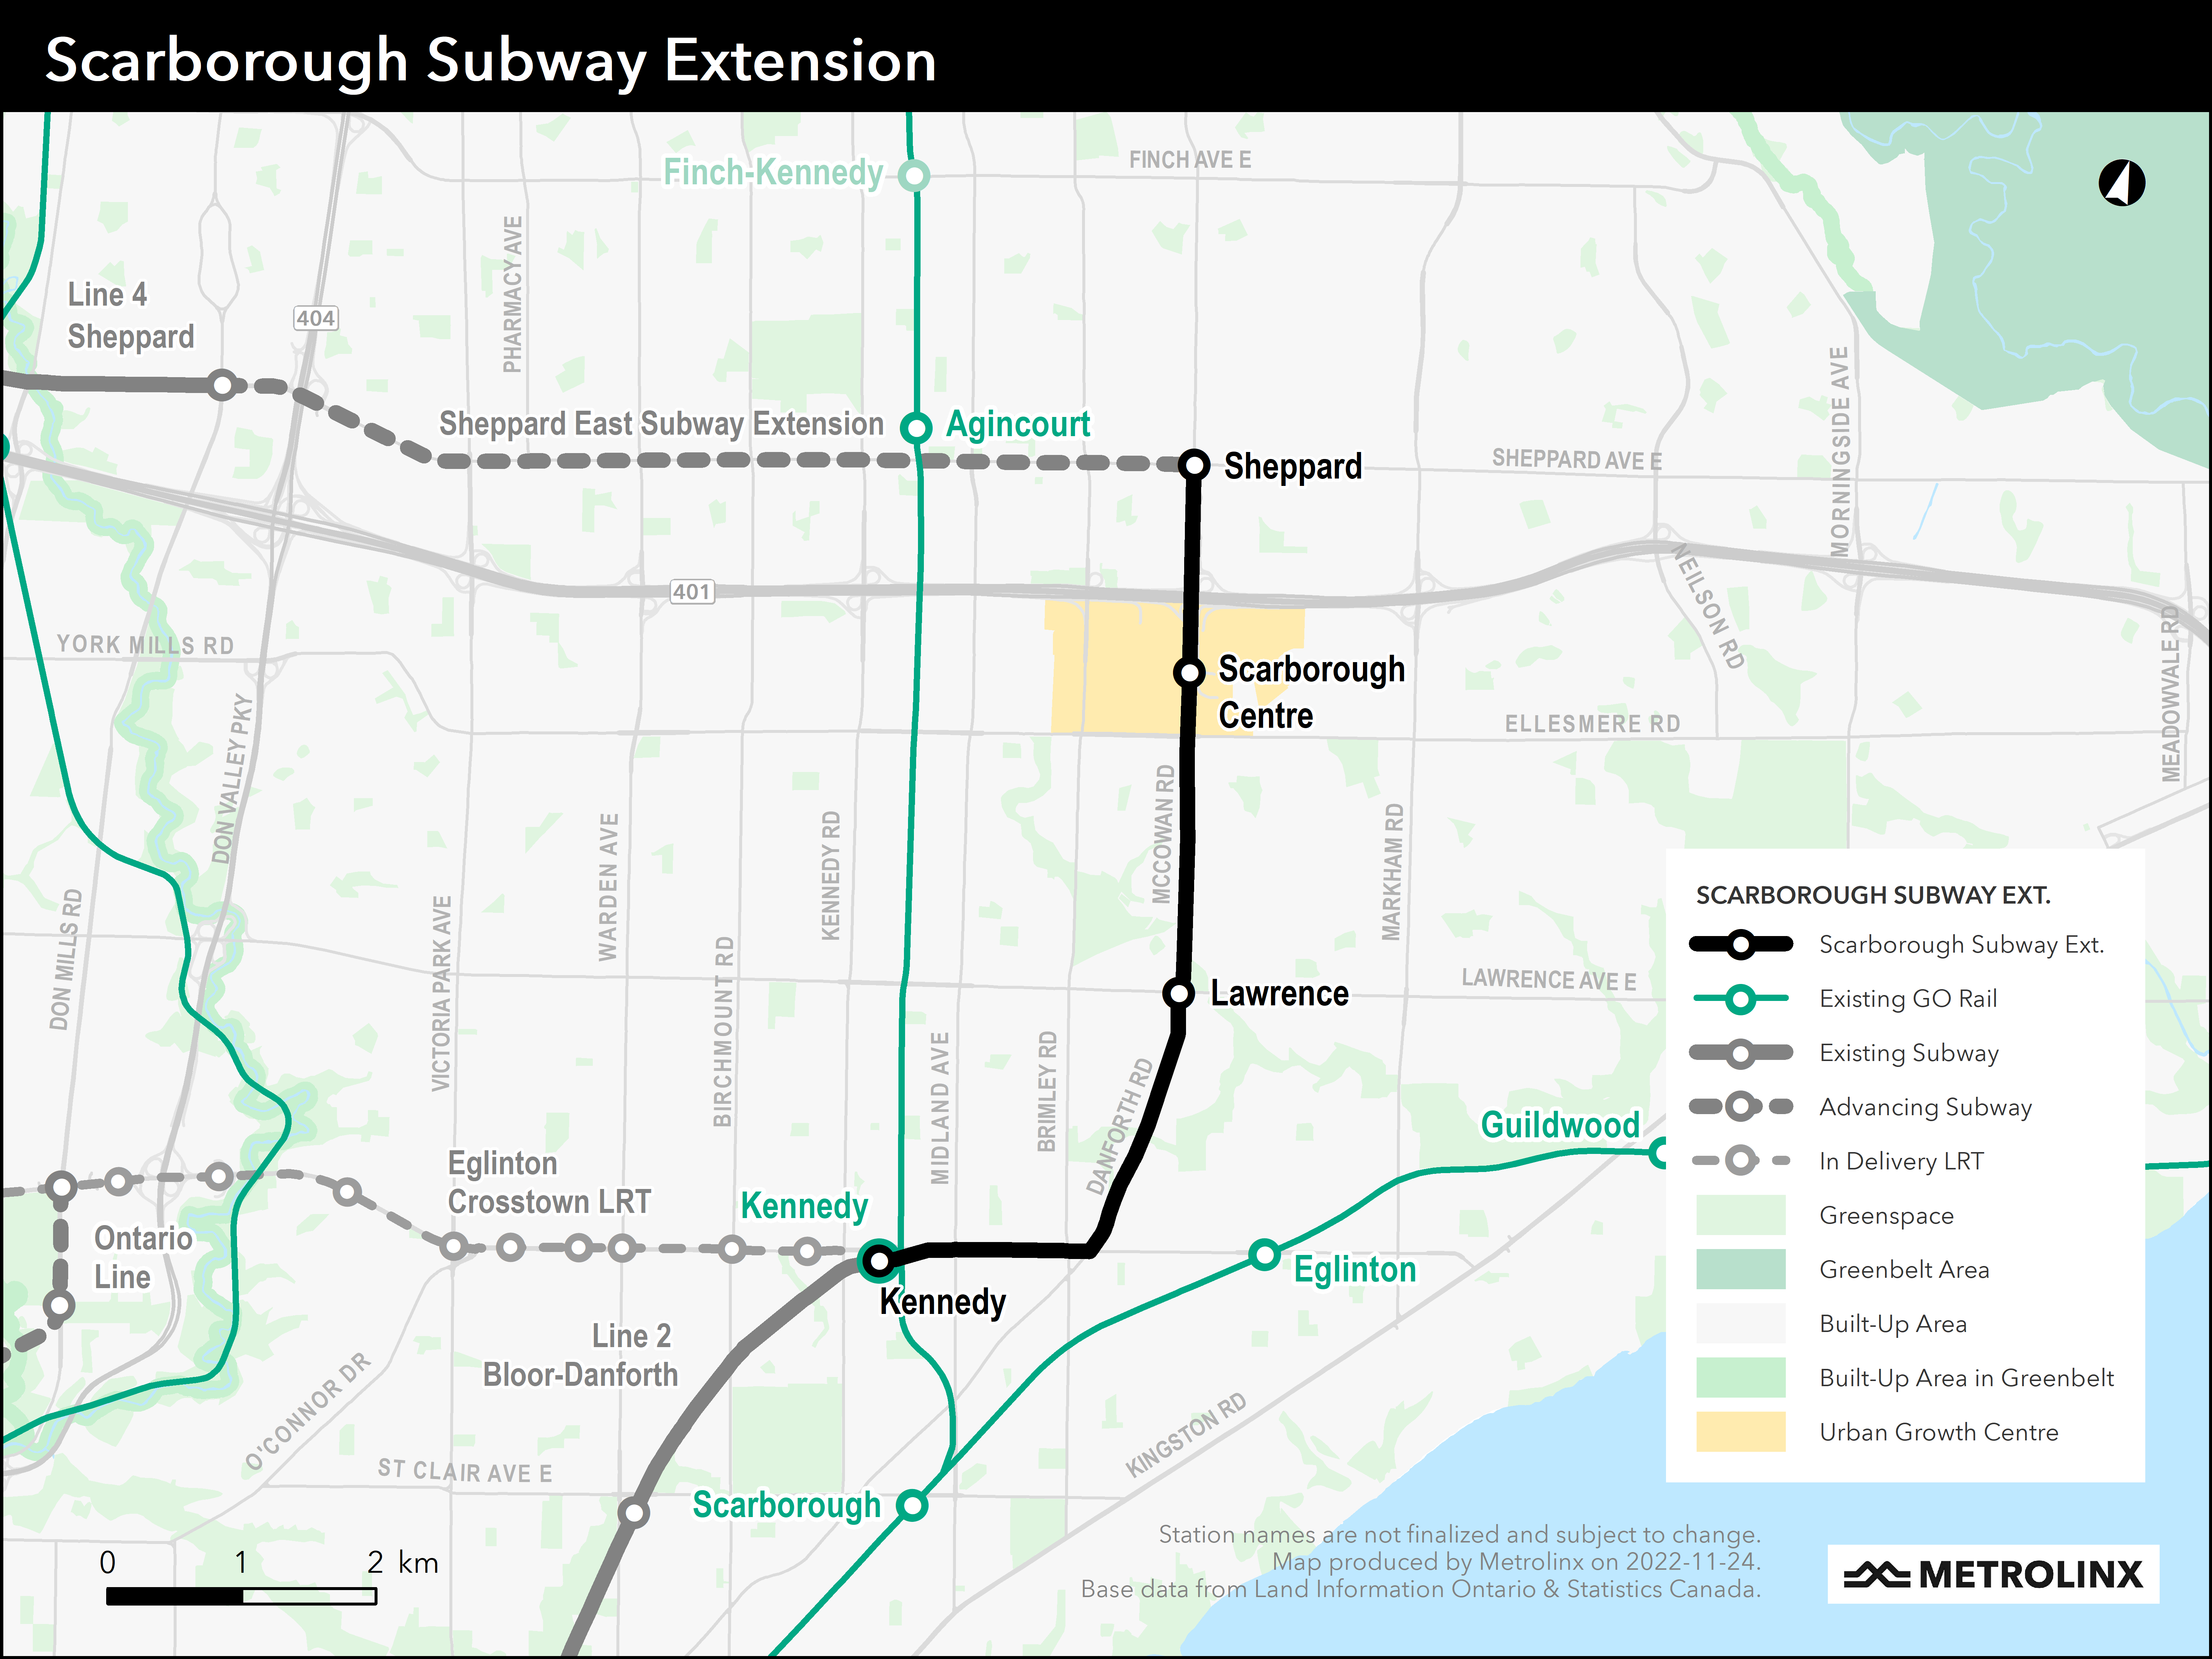 Scarborough Subway Extension
Finch-Kennedy
FINCH AVE E
Line 4
Sheppard
404
PHARMACY AVE
Sheppard East Subway Extension
Agincourt
Sheppard
SHEPPARD AVE E
MORNINGSIDE AVE
401
NEILSON RD
YORK MILLS RD
MEADOWVALE RD
Scarborough
Centre
ELLESMERE RD
DON VALLEY PKY
MCCOWAN RD
WARDEN AVE
KENNEDY RD
MARKHAM RD
DON MILLS RD
VICTORIA PARK AVE
BIRCHMOUNT RD
Lawrence
LAWRENCE AVE E
MIDLAND AVE
BRIMLEY RD
DANFORTH RD
Guildwood
Eglinton
Crosstown LRT
Kennedy
Ontario
Line
Eglinton
Kennedy
Line 2
Bloor-Danforth
O'CONNOR DR
KINGSTON RD
ST CLAIR AVE E
Scarborough
SCARBOROUGH SUBWAY EXT.
Scarborough Subway Ext.
Existing GO Rail
Existing Subway
Advancing Subway
In Delivery LRT
Greenspace
Greenbelt Area
Built-Up Area
Built-Up Area in Greenbelt
Urban Growth Centre
0 1 2 km
Station names are not finalized and subject to change.
Map produced by Metrolinx on 2022-11-24.
Base data from Land Information Ontario & Statistics Canada.
METROLINX